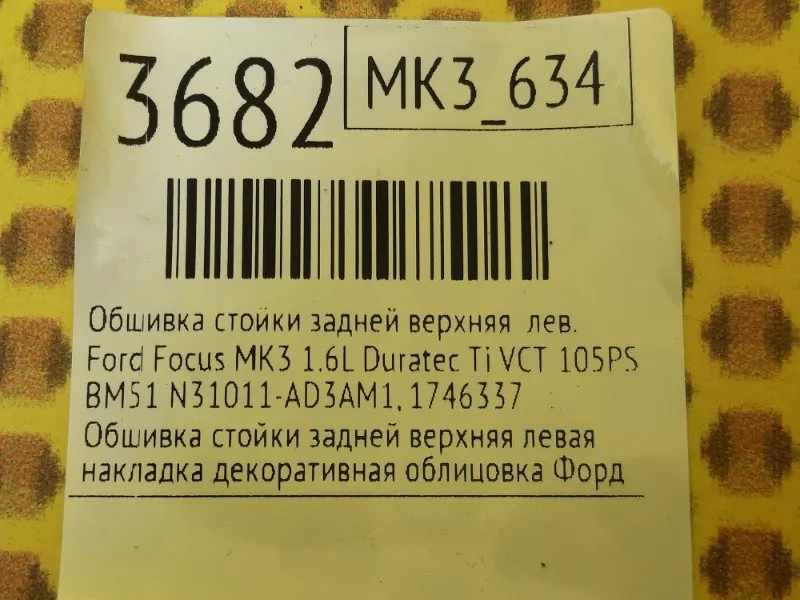 3682
MK3_634
Обшивка стойки задней верхняя лев.
Ford Focus MK3 1.6L Duratec Ti VCT 105PS
BM51 N31011-AD3AM1, 1746337
Обшивка стойки задней верхняя левая
накладка декоративная облицовка Форд